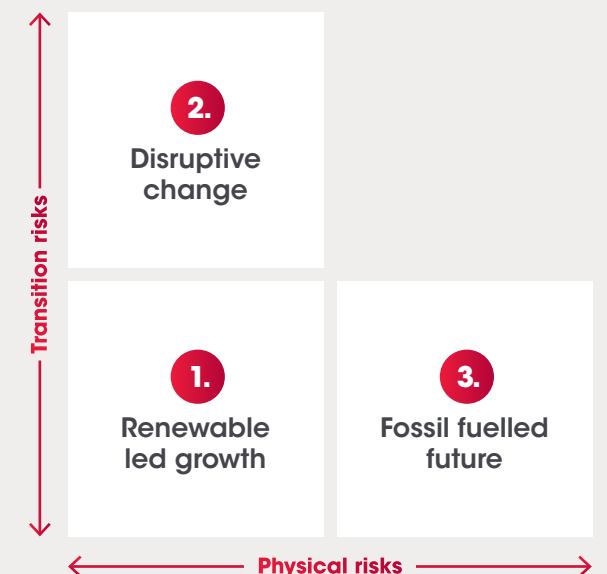 2.
Disruptive
change
Transition risks
1.
Renewable
led growth
3.
Fossil fuelled
future
Physical risks